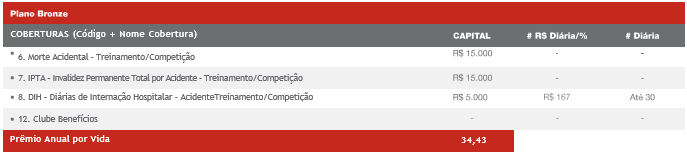 Plano Bronze
COBERTURAS (Código + Nome Cobertura) CAPITAL # R$ Diária/% # Diária
• 6. Morte Acidental - Treinamento/Competição R$ 15.000 - -
• 7. IPTA - Invalidez Permanente Total por Acidente - Treinamento/Competição R$ 15.000 - -
• 8. DIH - Diárias de Internação Hospitalar - AcidenteTreinamento/Competição R$ 5.000 R$ 167 Até 30
• 12. Clube Benefícios - - -
Prêmio Anual por Vida 34,43